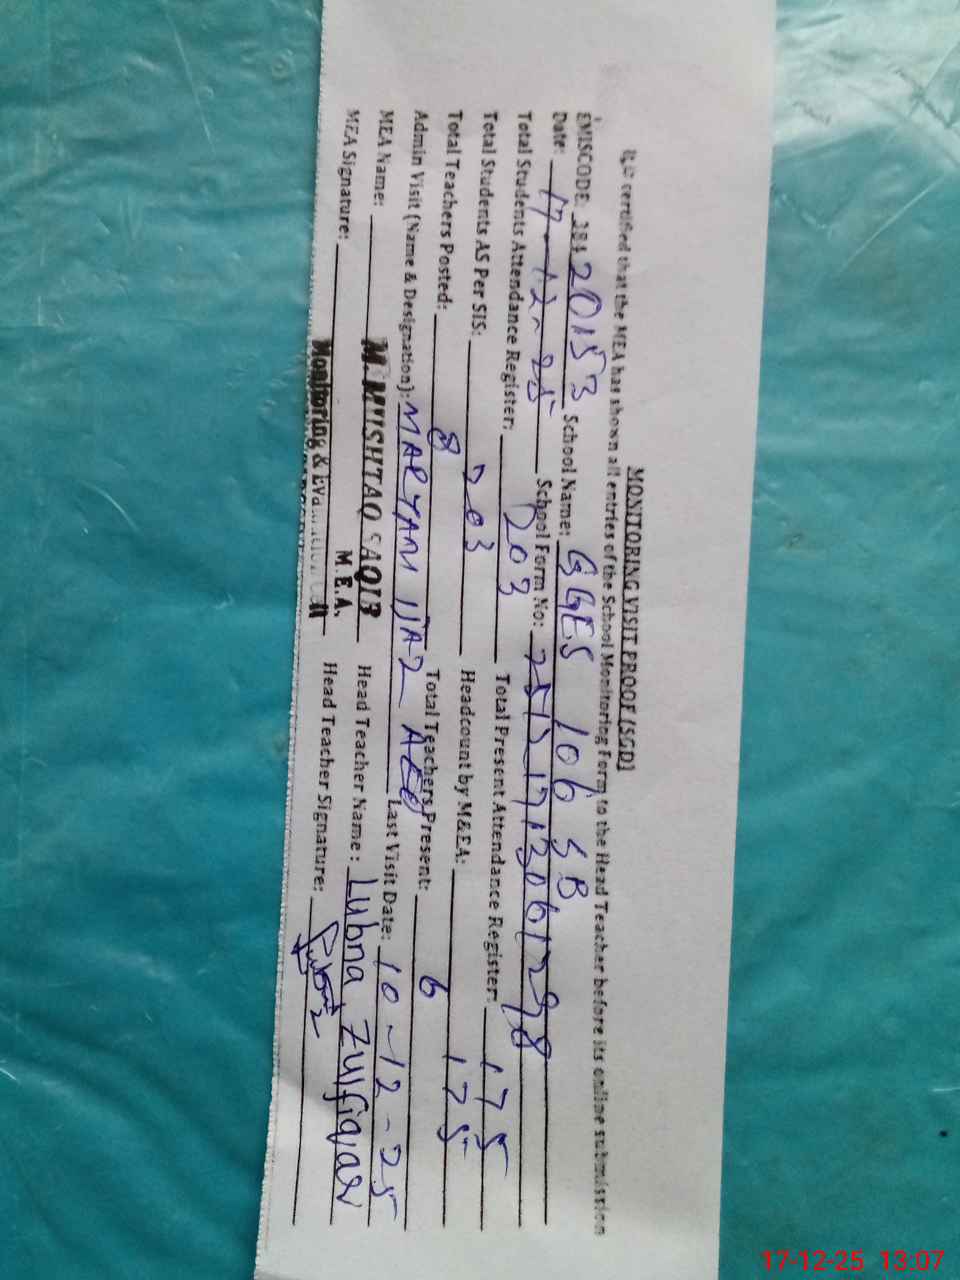 MONITORING VISIT PROOF (SGD)
It is certified that the MEA has shown all entries of the School Monitoring Form to the Head Teacher before its online submission
EMISCODE: 38420153 School Name: GGES 106 SB
Date: 17-12-25 School Form No:
Total Students Attendance Register: 203 Total Present Attendance Register: 175
Total Students AS Per SIS: 203 Headcount by M&EA: 175
Total Teachers Posted: 8 Total Teachers Present: 6
Admin Visit (Name & Designation): MARYAM IJAZ AEO Last Visit Date: 10-12-25
MEA Name: M. MUSHTAQ SAQIB Head Teacher Name: Lubna Zulfiqar
M.E.A.
MEA Signature: Head Teacher Signature:
Monitoring & Evaluation Cell
17-12-25 13:07